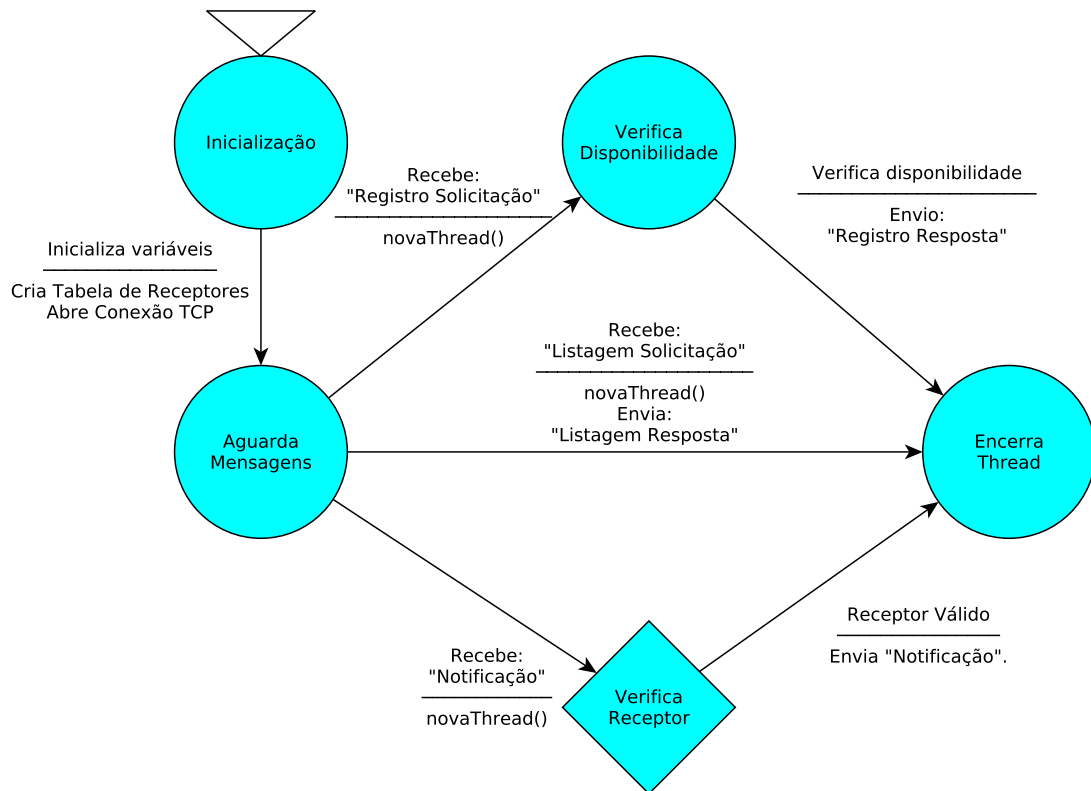 Inicialização
Verifica
Disponibilidade
Recebe:
"Registro Solicitação"
novaThread()
Verifica disponibilidade
Envio:
"Registro Resposta"
Inicializa variáveis
Cria Tabela de Receptores
Abre Conexão TCP
Recebe:
"Listagem Solicitação"
novaThread()
Envia:
"Listagem Resposta"
Aguarda
Mensagens
Encerra
Thread
Recebe:
"Notificação"
novaThread()
Verifica
Receptor
Receptor Válido
Envia "Notificação".